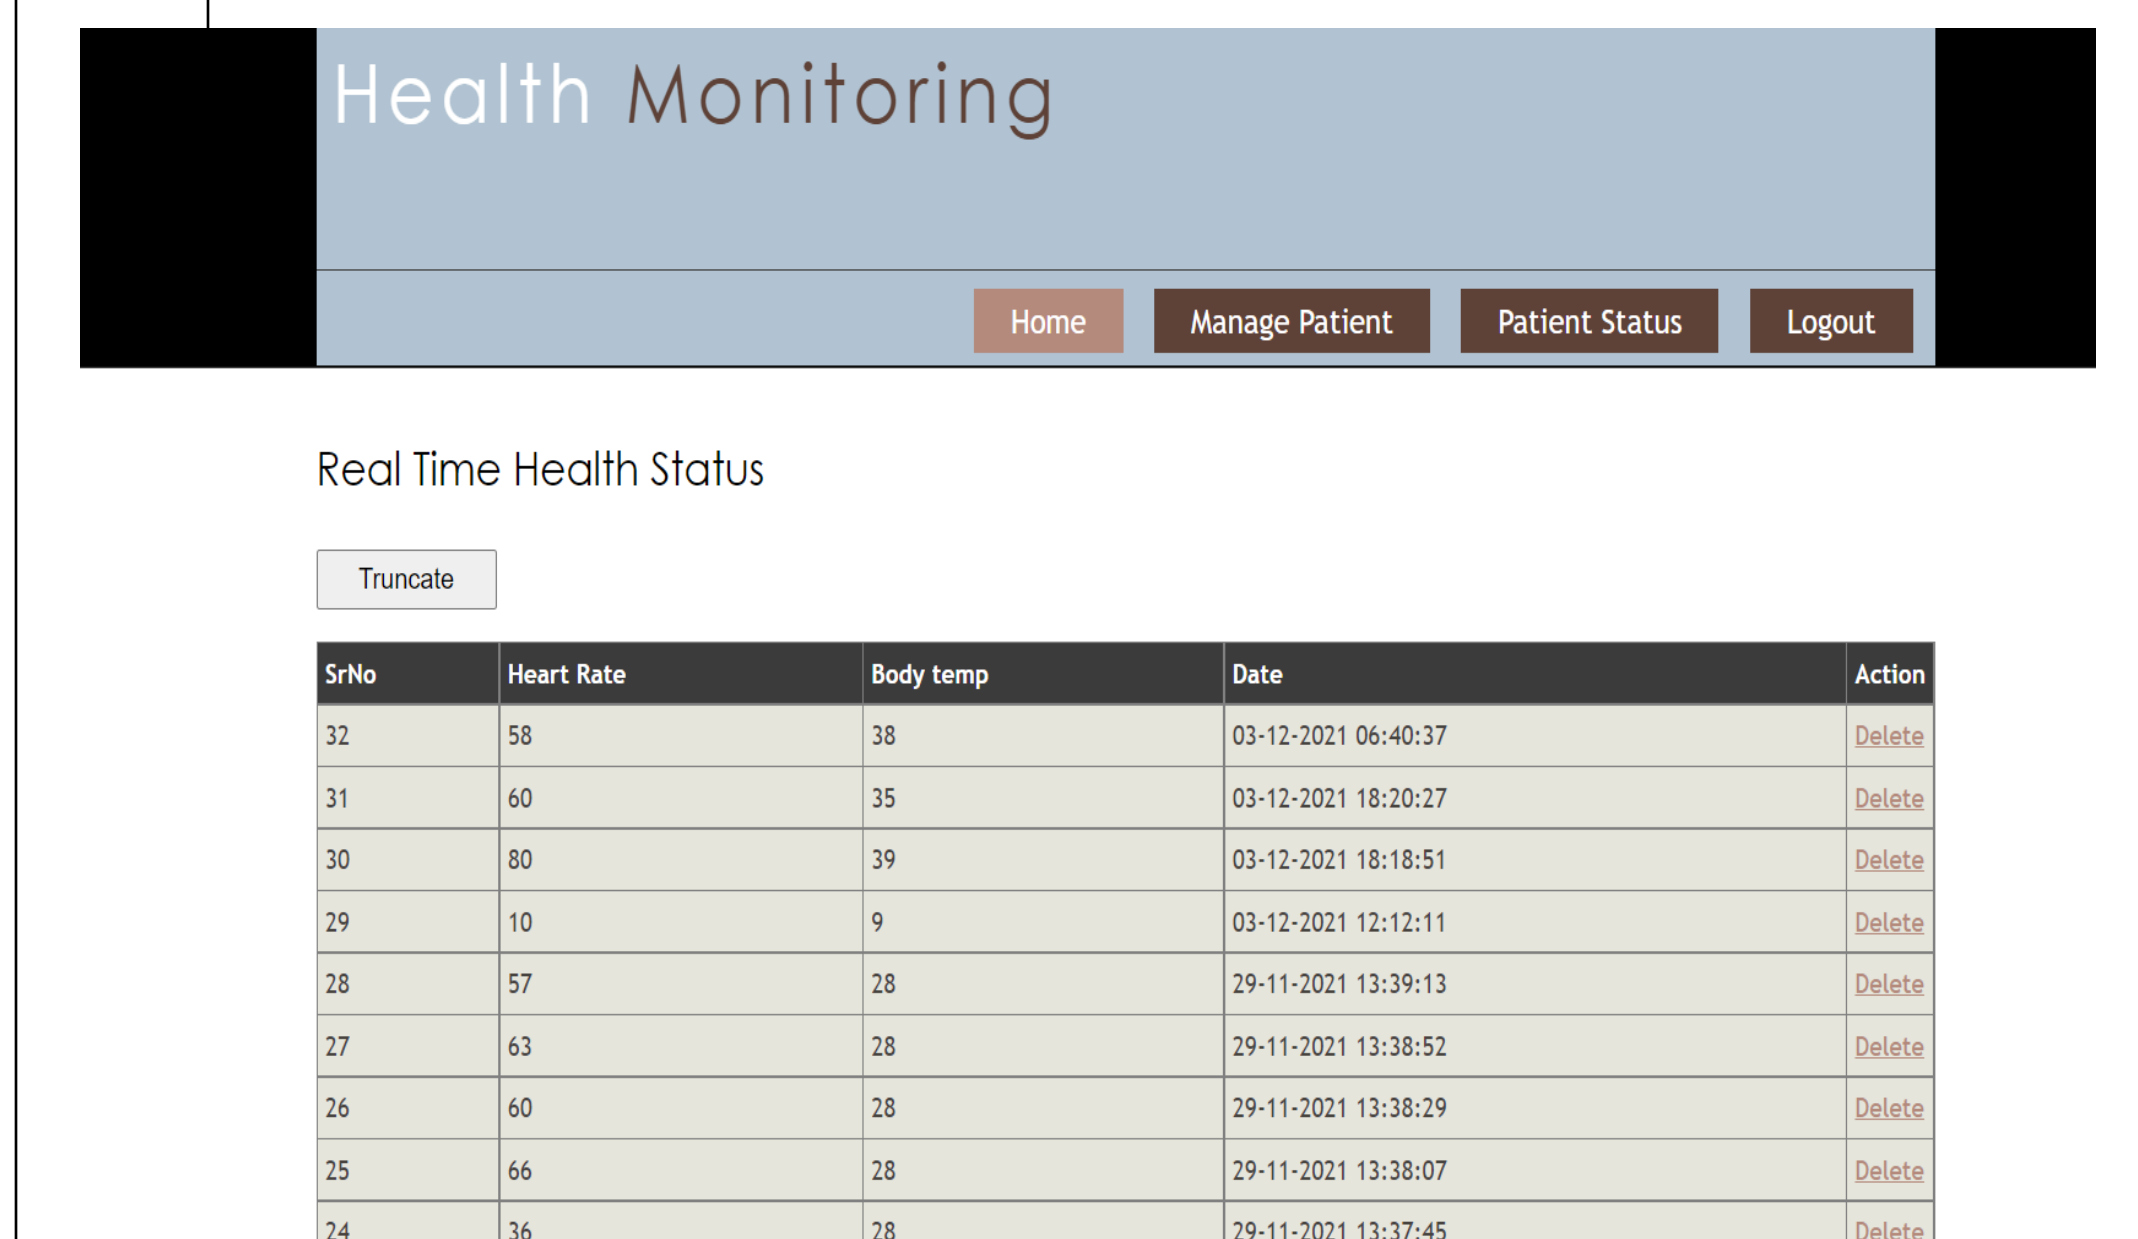 Health Monitoring
Home Manage Patient Patient Status Logout
Real Time Health Status
Truncate
SrNo Heart Rate Body temp Date Action
32 58 38 03-12-2021 06:40:37 Delete
31 60 35 03-12-2021 18:20:27 Delete
30 80 39 03-12-2021 18:18:51 Delete
29 10 9 03-12-2021 12:12:11 Delete
28 57 28 29-11-2021 13:39:13 Delete
27 63 28 29-11-2021 13:38:52 Delete
26 60 28 29-11-2021 13:38:29 Delete
25 66 28 29-11-2021 13:38:07 Delete
24 36 28 29-11-2021 13:37:45 Delete